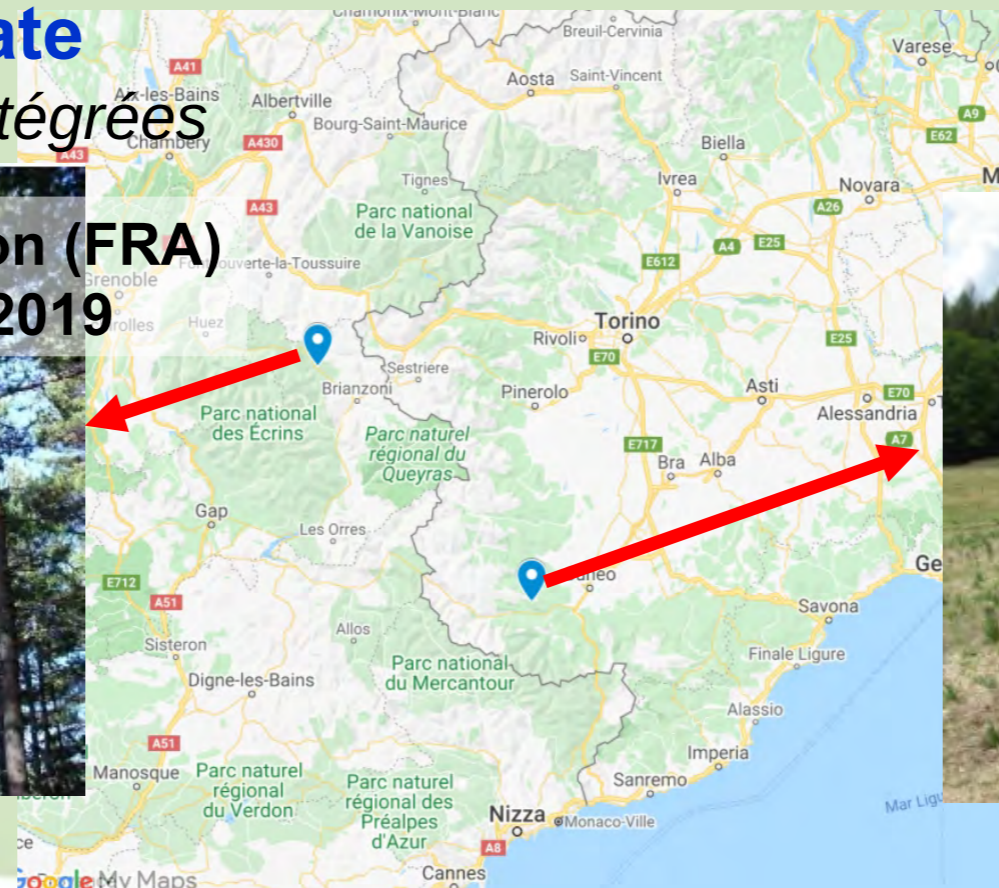 ate
tégrées
on (FRA)
2019
Chamonix-Mont-Blanc
Breuil-Cervinia
Varese
A41
Aosta
Saint-Vincent
Aix-les-Bains
Albertville
A9
E62
Bourg-Saint-Maurice
A43
Chambéry
A430
Biella
Tignes
Ivrea
Novara
M
A43
Parc national
de la Vanoise
A26
A4
E25
E612
Grenoble
Huez
Torino
Rivoli
E70
E25
Sestriere
Brianzoni
Pinerolo
Asti
E70
Alessandria
Parc national
des Écrins
Parc naturel
régional du
Queyras
E717
A7
Bra
Alba
Gap
Les Orres
Ge
E712
A51
Savona
Allos
Sisteron
Finale Ligure
Parc national
du Mercantour
Digne-les-Bains
Alassio
A51
Imperia
Manosque
Parc naturel
régional
du Verdon
Parc naturel
régional des
Préalpes
d'Azur
Sanremo
Nizza
Monaco-Ville
Mar Ligu
A8
Cannes
Google My Maps